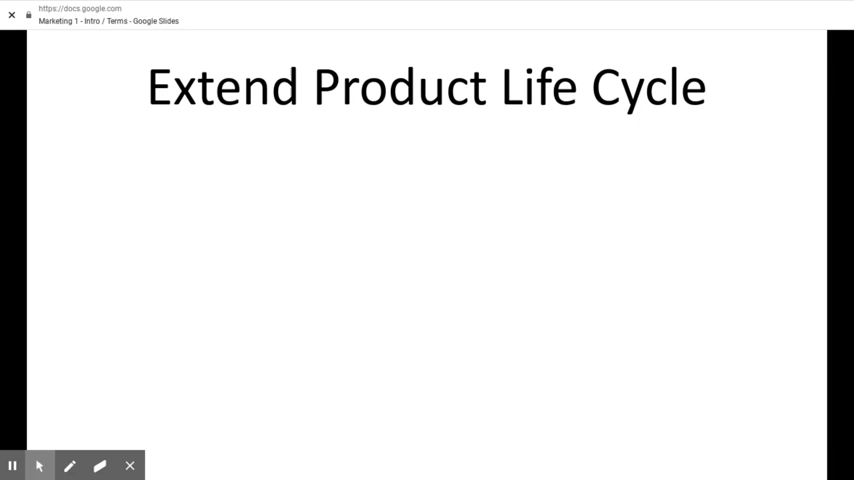 https://docs.google.com
Marketing 1 - Intro / Terms - Google Slides
Extend Product Life Cycle